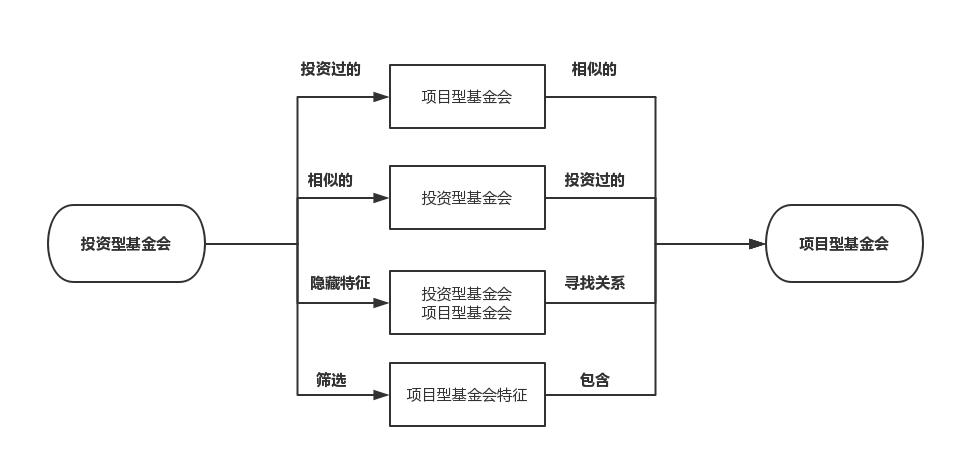 投资过的
相似的
项目型基金会
相似的
投资过的
投资型基金会
投资型基金会
项目型基金会
隐藏特征
寻找关系
投资型基金会
项目型基金会
筛选
包含
项目型基金会特征